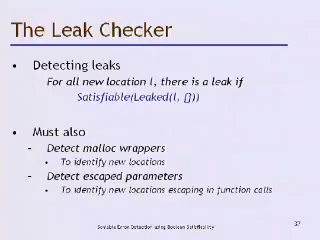 The Leak Checker
• Detecting leaks
For all new location l, there is a leak if
Satisfiable(Leaked(l, {}))
• Must also
– Detect malloc wrappers
• To identify new locations
– Detect escaped parameters
• To identify new locations escaping in function calls
Scalable Error Detection using Boolean Satisfiability
37